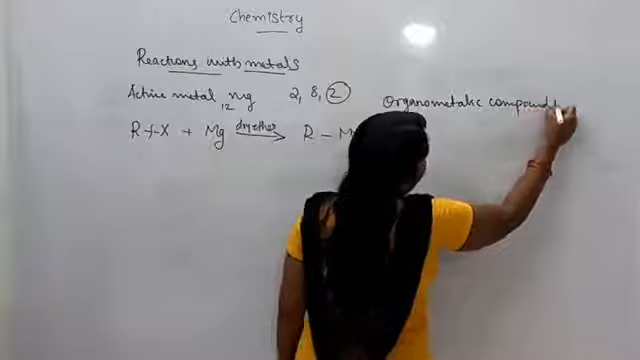 Chemistry
Reactions with metals
Active metal 12 Mg 2, 8, 2
Organometalic compounds
R-X + Mg dry ether → R - M